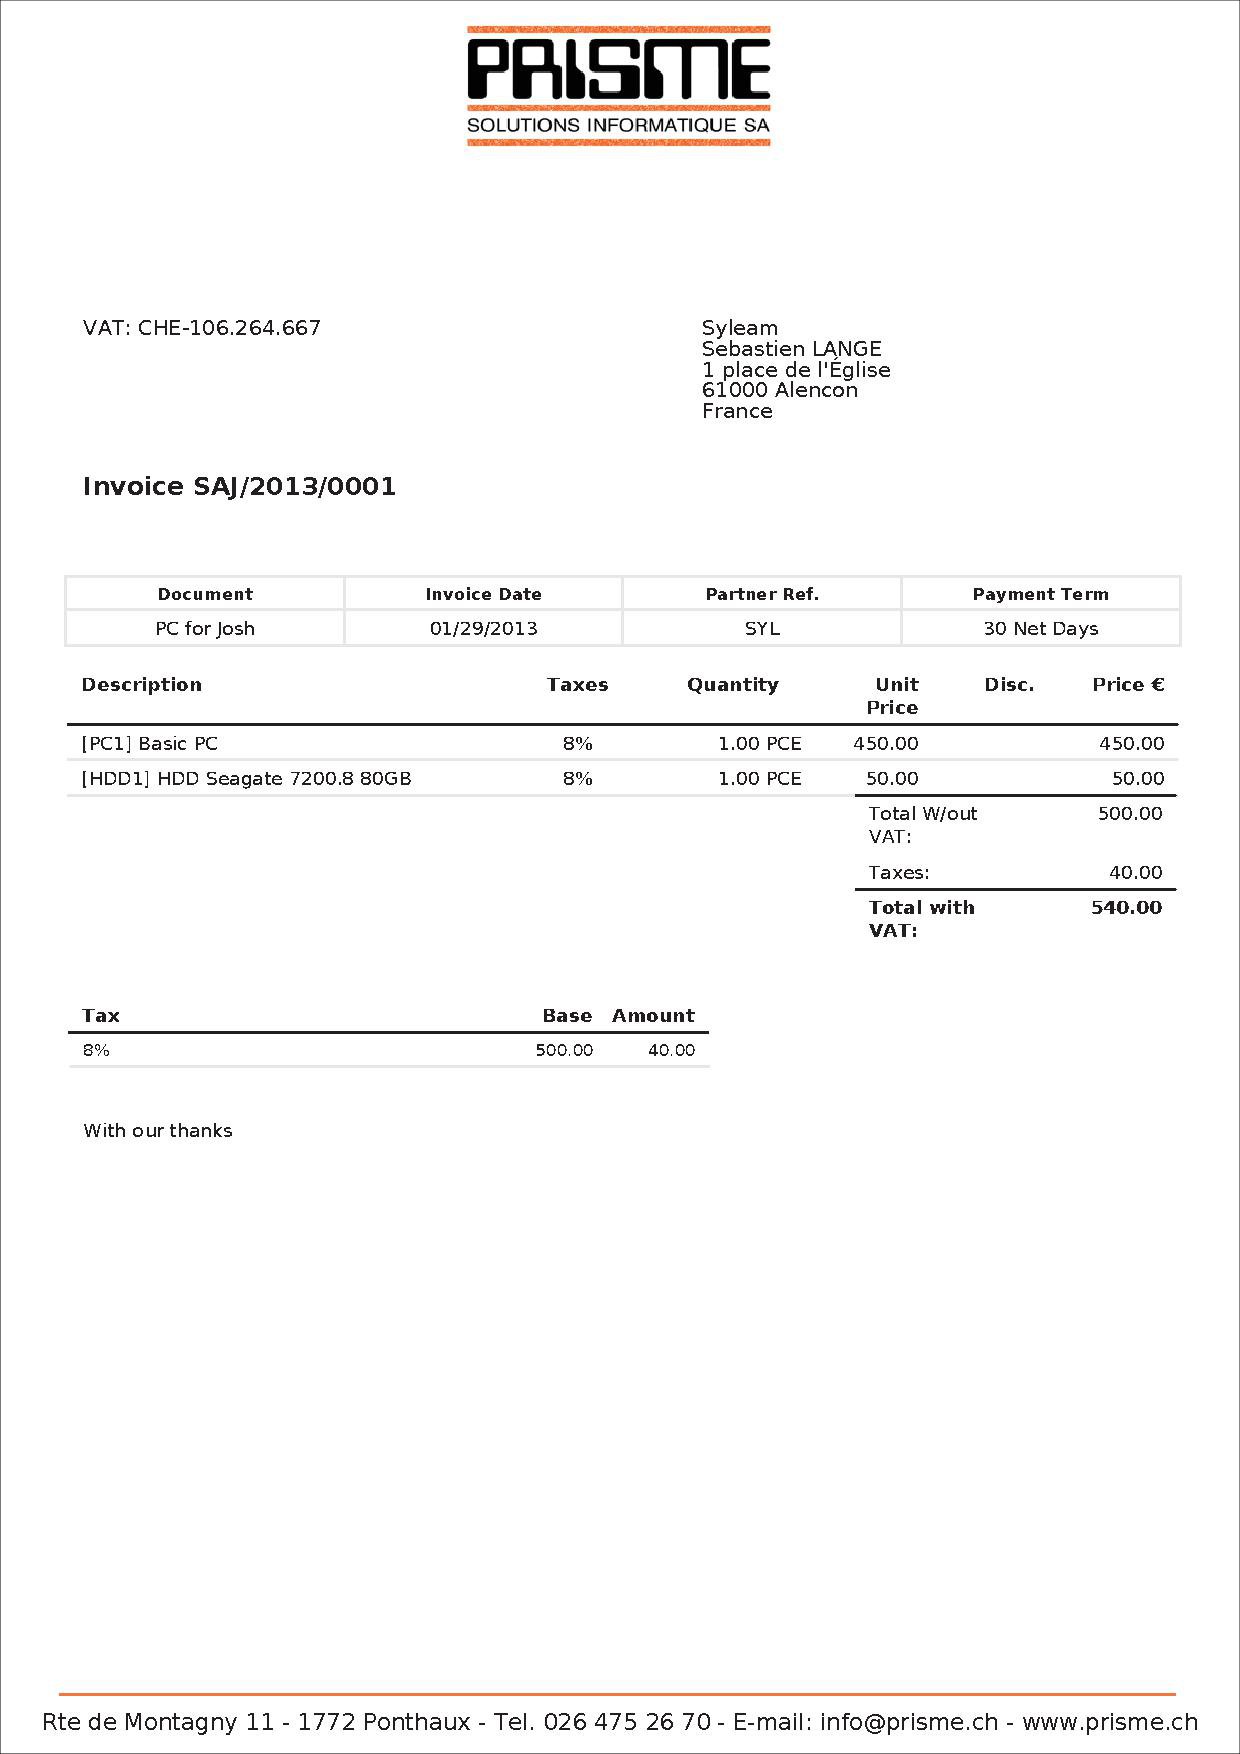 PRISME
SOLUTIONS INFORMATIQUE SA
VAT: CHE-106.264.667
Syleam
Sebastien LANGE
1 place de l'Église
61000 Alencon
France
Invoice SAJ/2013/0001
Document Invoice Date Partner Ref. Payment Term
PC for Josh 01/29/2013 SYL 30 Net Days
Description Taxes Quantity Unit Price Disc. Price €
[PC1] Basic PC 8% 1.00 PCE 450.00 450.00
[HDD1] HDD Seagate 7200.8 80GB 8% 1.00 PCE 50.00 50.00
Total W/out VAT: 500.00
Taxes: 40.00
Total with VAT: 540.00
Tax Base Amount
8% 500.00 40.00
With our thanks
Rte de Montagny 11 - 1772 Ponthaux - Tel. 026 475 26 70 - E-mail: info@prisme.ch - www.prisme.ch